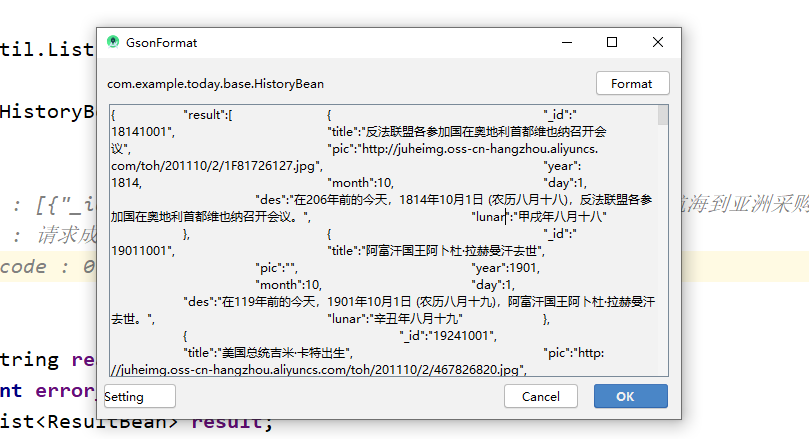 til.List
GsonFormat
com.example.today.base.HistoryBean
Format
HistoryBe
{ "result":[ { "_id":"
18141001", "title":"反法联盟各参加国在奥地利首都维也纳召开会
议", "pic":"http://juheimg.oss-cn-hangzhou.aliyuncs.
com/toh/201110/2/1F81726127.jpg", "year":
1814, "month":10, "day":1,
"des":"在206年前的今天，1814年10月1日 (农历八月十八)，反法联盟各参
: [{"_i
航海到亚洲采购
加国在奥地利首都维也纳召开会议。", "lunar":"甲戌年八月十八"
: 请求成
}, { "_id":"
19011001", "title":"阿富汗国王阿卜杜·拉赫曼汗去世",
code : 0
"pic":"", "year":1901,
"month":10, "day":1,
"des":"在119年前的今天，1901年10月1日 (农历八月十九)，阿富汗国王阿卜杜·拉赫曼汗
去世。", "lunar":"辛丑年八月十九" },
{ "_id":"19241001",
"title":"美国总统吉米·卡特出生", "pic":"http:
//juheimg.oss-cn-hangzhou.aliyuncs.com/toh/201110/2/467826820.jpg",
tring re
nt error
Setting
Cancel
OK
ist<ResultBean> result;